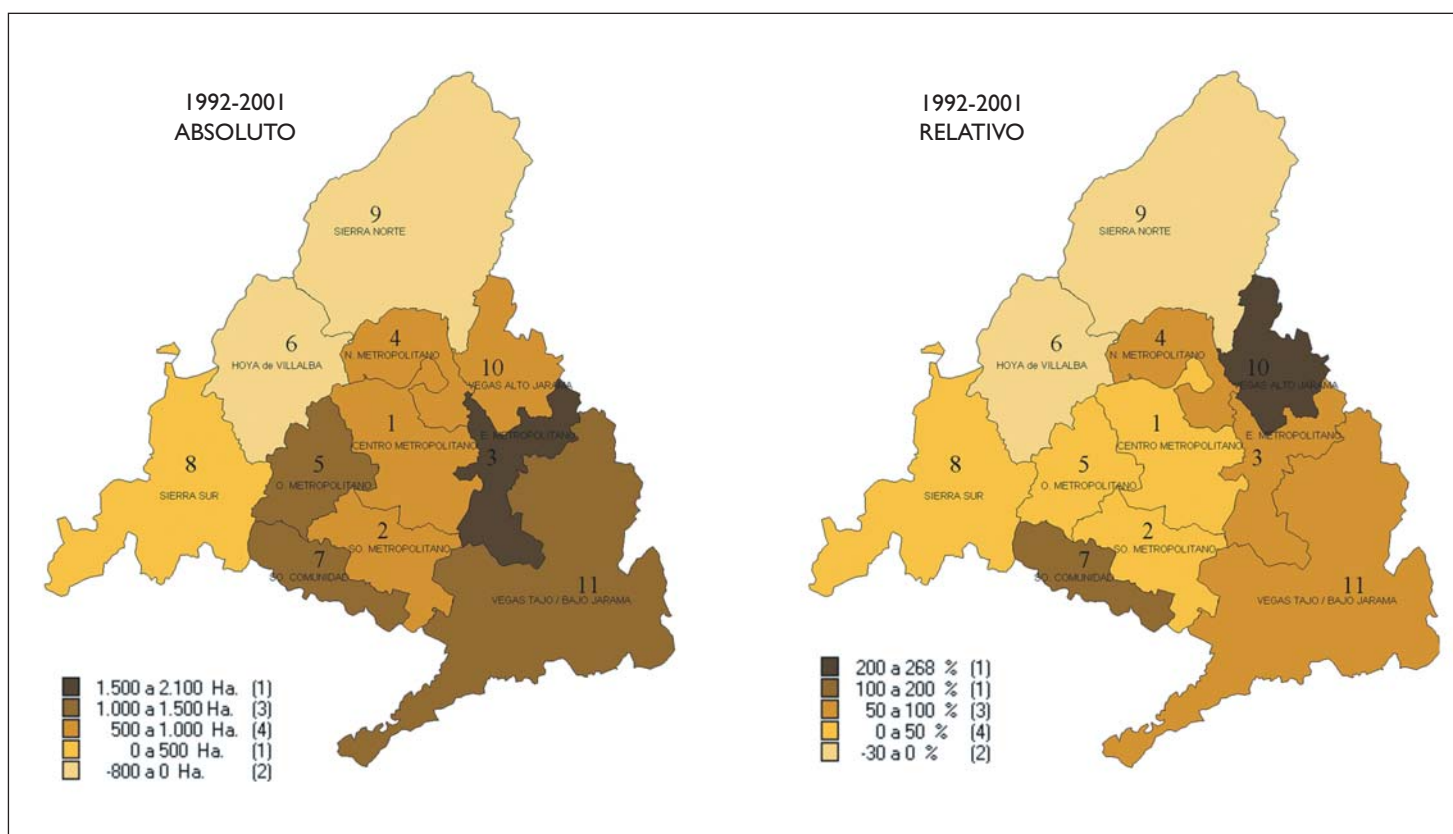 1992-2001
ABSOLUTO
9
SIERRA NORTE
6
HOYA de VILLALBA
4
N. METROPOLITANO
10
VEGAS ALTO JARAMA
1
CENTRO METROPOLITANO
E. METROPOLITANO
3
8
SIERRA SUR
5
O. METROPOLITANO
2
SO. METROPOLITANO
7
SO. COMUNIDAD
11
VEGAS TAJO / BAJO JARAMA
1.500 a 2.100 Ha. (1)
1.000 a 1.500 Ha. (3)
500 a 1.000 Ha. (4)
0 a 500 Ha. (1)
-800 a 0 Ha. (2)
1992-2001
RELATIVO
9
SIERRA NORTE
6
HOYA de VILLALBA
4
N. METROPOLITANO
10
VEGAS ALTO JARAMA
1
CENTRO METROPOLITANO
E. METROPOLITANO
3
8
SIERRA SUR
5
O. METROPOLITANO
2
SO. METROPOLITANO
7
SO. COMUNIDAD
11
VEGAS TAJO / BAJO JARAMA
200 a 268 % (1)
100 a 200 % (1)
50 a 100 % (3)
0 a 50 % (4)
-30 a 0 % (2)